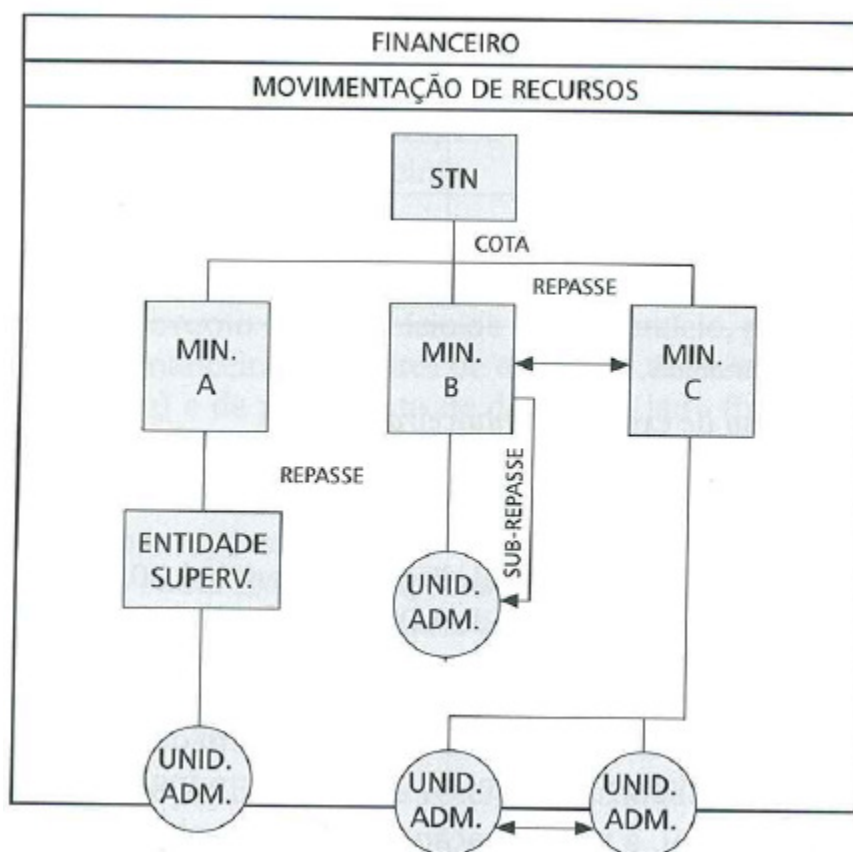 FINANCEIRO
MOVIMENTAÇÃO DE RECURSOS
STN
COTA
REPASSE
MIN.
A
MIN.
B
MIN.
C
REPASSE
SUB-REPASSE
ENTIDADE
SUPERV.
UNID.
ADM.
UNID.
ADM.
UNID.
ADM.
UNID.
ADM.